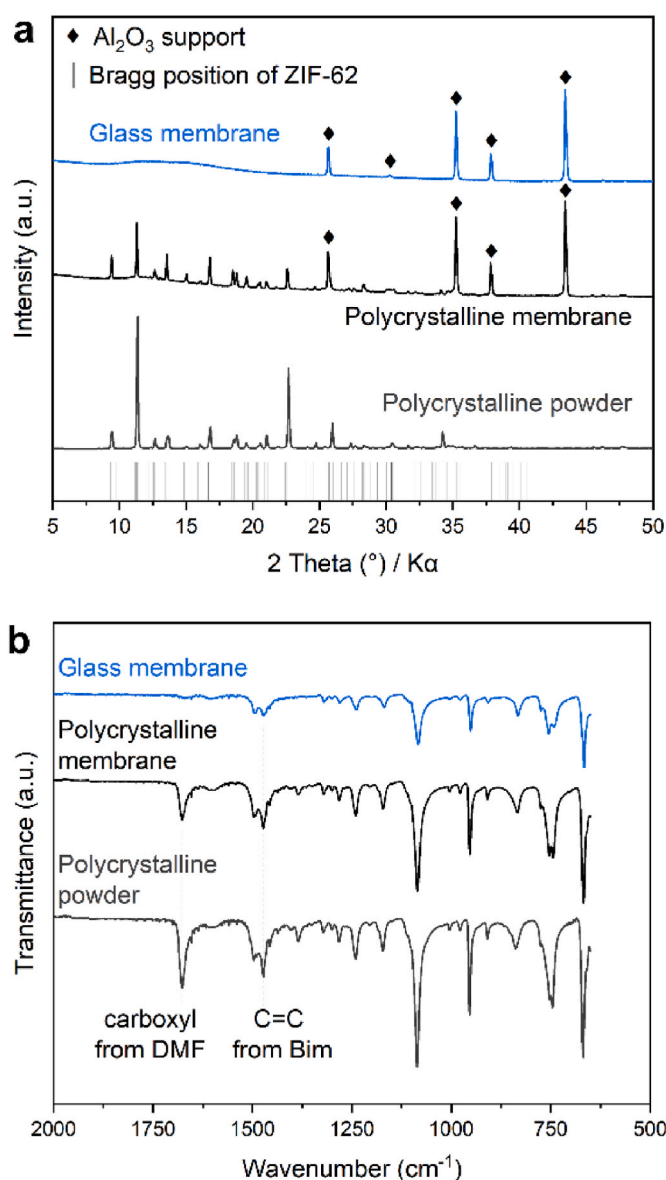 a
◆ Al₂O₃ support
| Bragg position of ZIF-62
Glass membrane
Polycrystalline membrane
Polycrystalline powder
Intensity (a.u.)
5 10 15 20 25 30 35 40 45 50
2 Theta (°) / Kα
b
Glass membrane
Polycrystalline
membrane
Polycrystalline
powder
carboxyl
from DMF
C=C
from Bim
Transmittance (a.u.)
2000 1750 1500 1250 1000 750 500
Wavenumber (cm⁻¹)